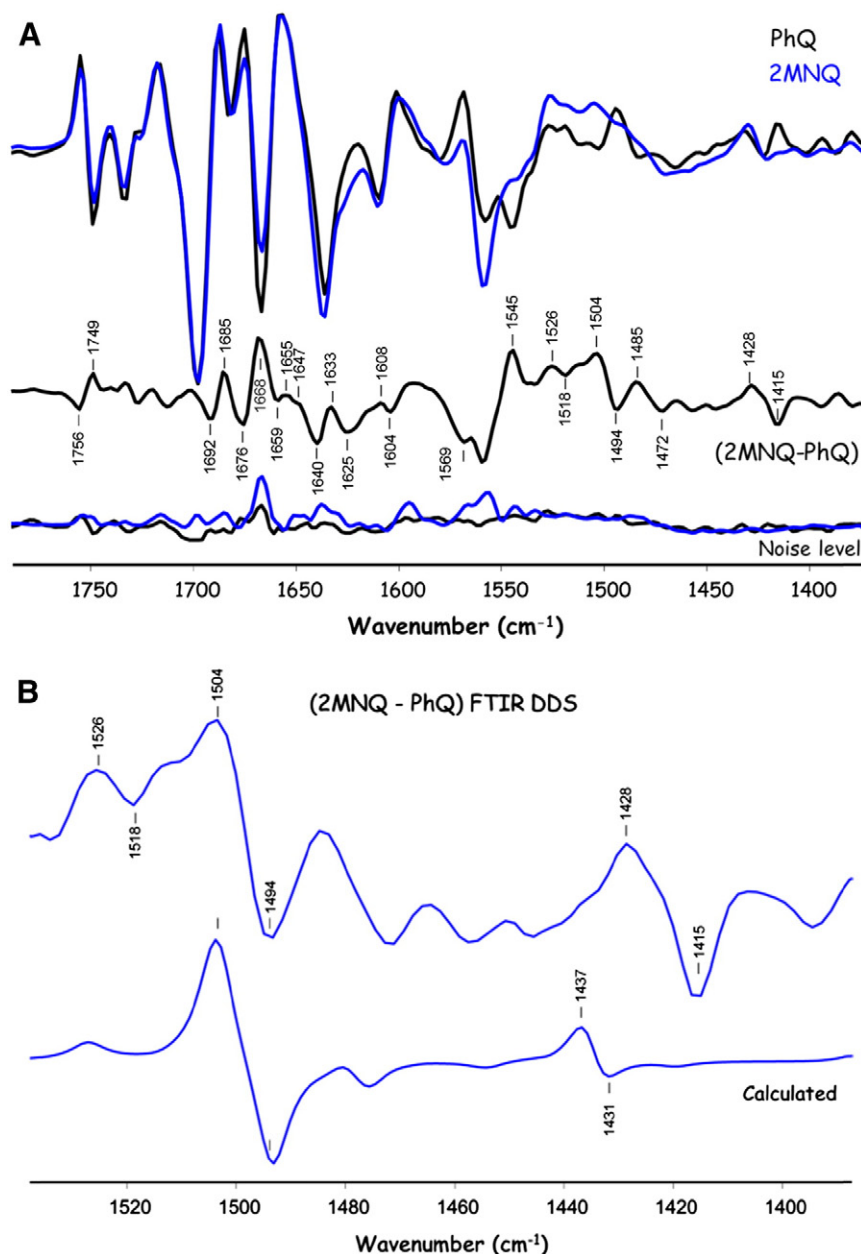 A
PhQ
2MNQ
1749
1685
1668
1655
1647
1633
1608
1545
1526
1504
1485
1428
1756
1692
1676
1659
1640
1625
1604
1569
1518
1494
1472
1415
(2MNQ-PhQ)
Noise level
1750 1700 1650 1600 1550 1500 1450 1400
Wavenumber (cm⁻¹)
B
(2MNQ - PhQ) FTIR DDS
1526
1504
1518
1494
1428
1415
1437
1431
Calculated
1520 1500 1480 1460 1440 1420 1400
Wavenumber (cm⁻¹)